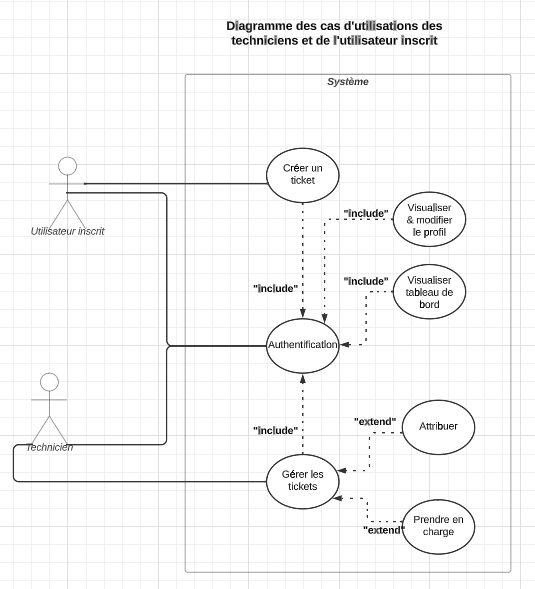 Diagramme des cas d'utilisations des
techniciens et de l'utilisateur inscrit
Système
Créer un
ticket
Utilisateur inscrit
"include"
Visualiser
& modifier
le profil
"include"
Visualiser
tableau de
bord
"include"
Authentification
Technicien
"include"
"extend"
Attribuer
Gérer les
tickets
Prendre en
charge
"extend"